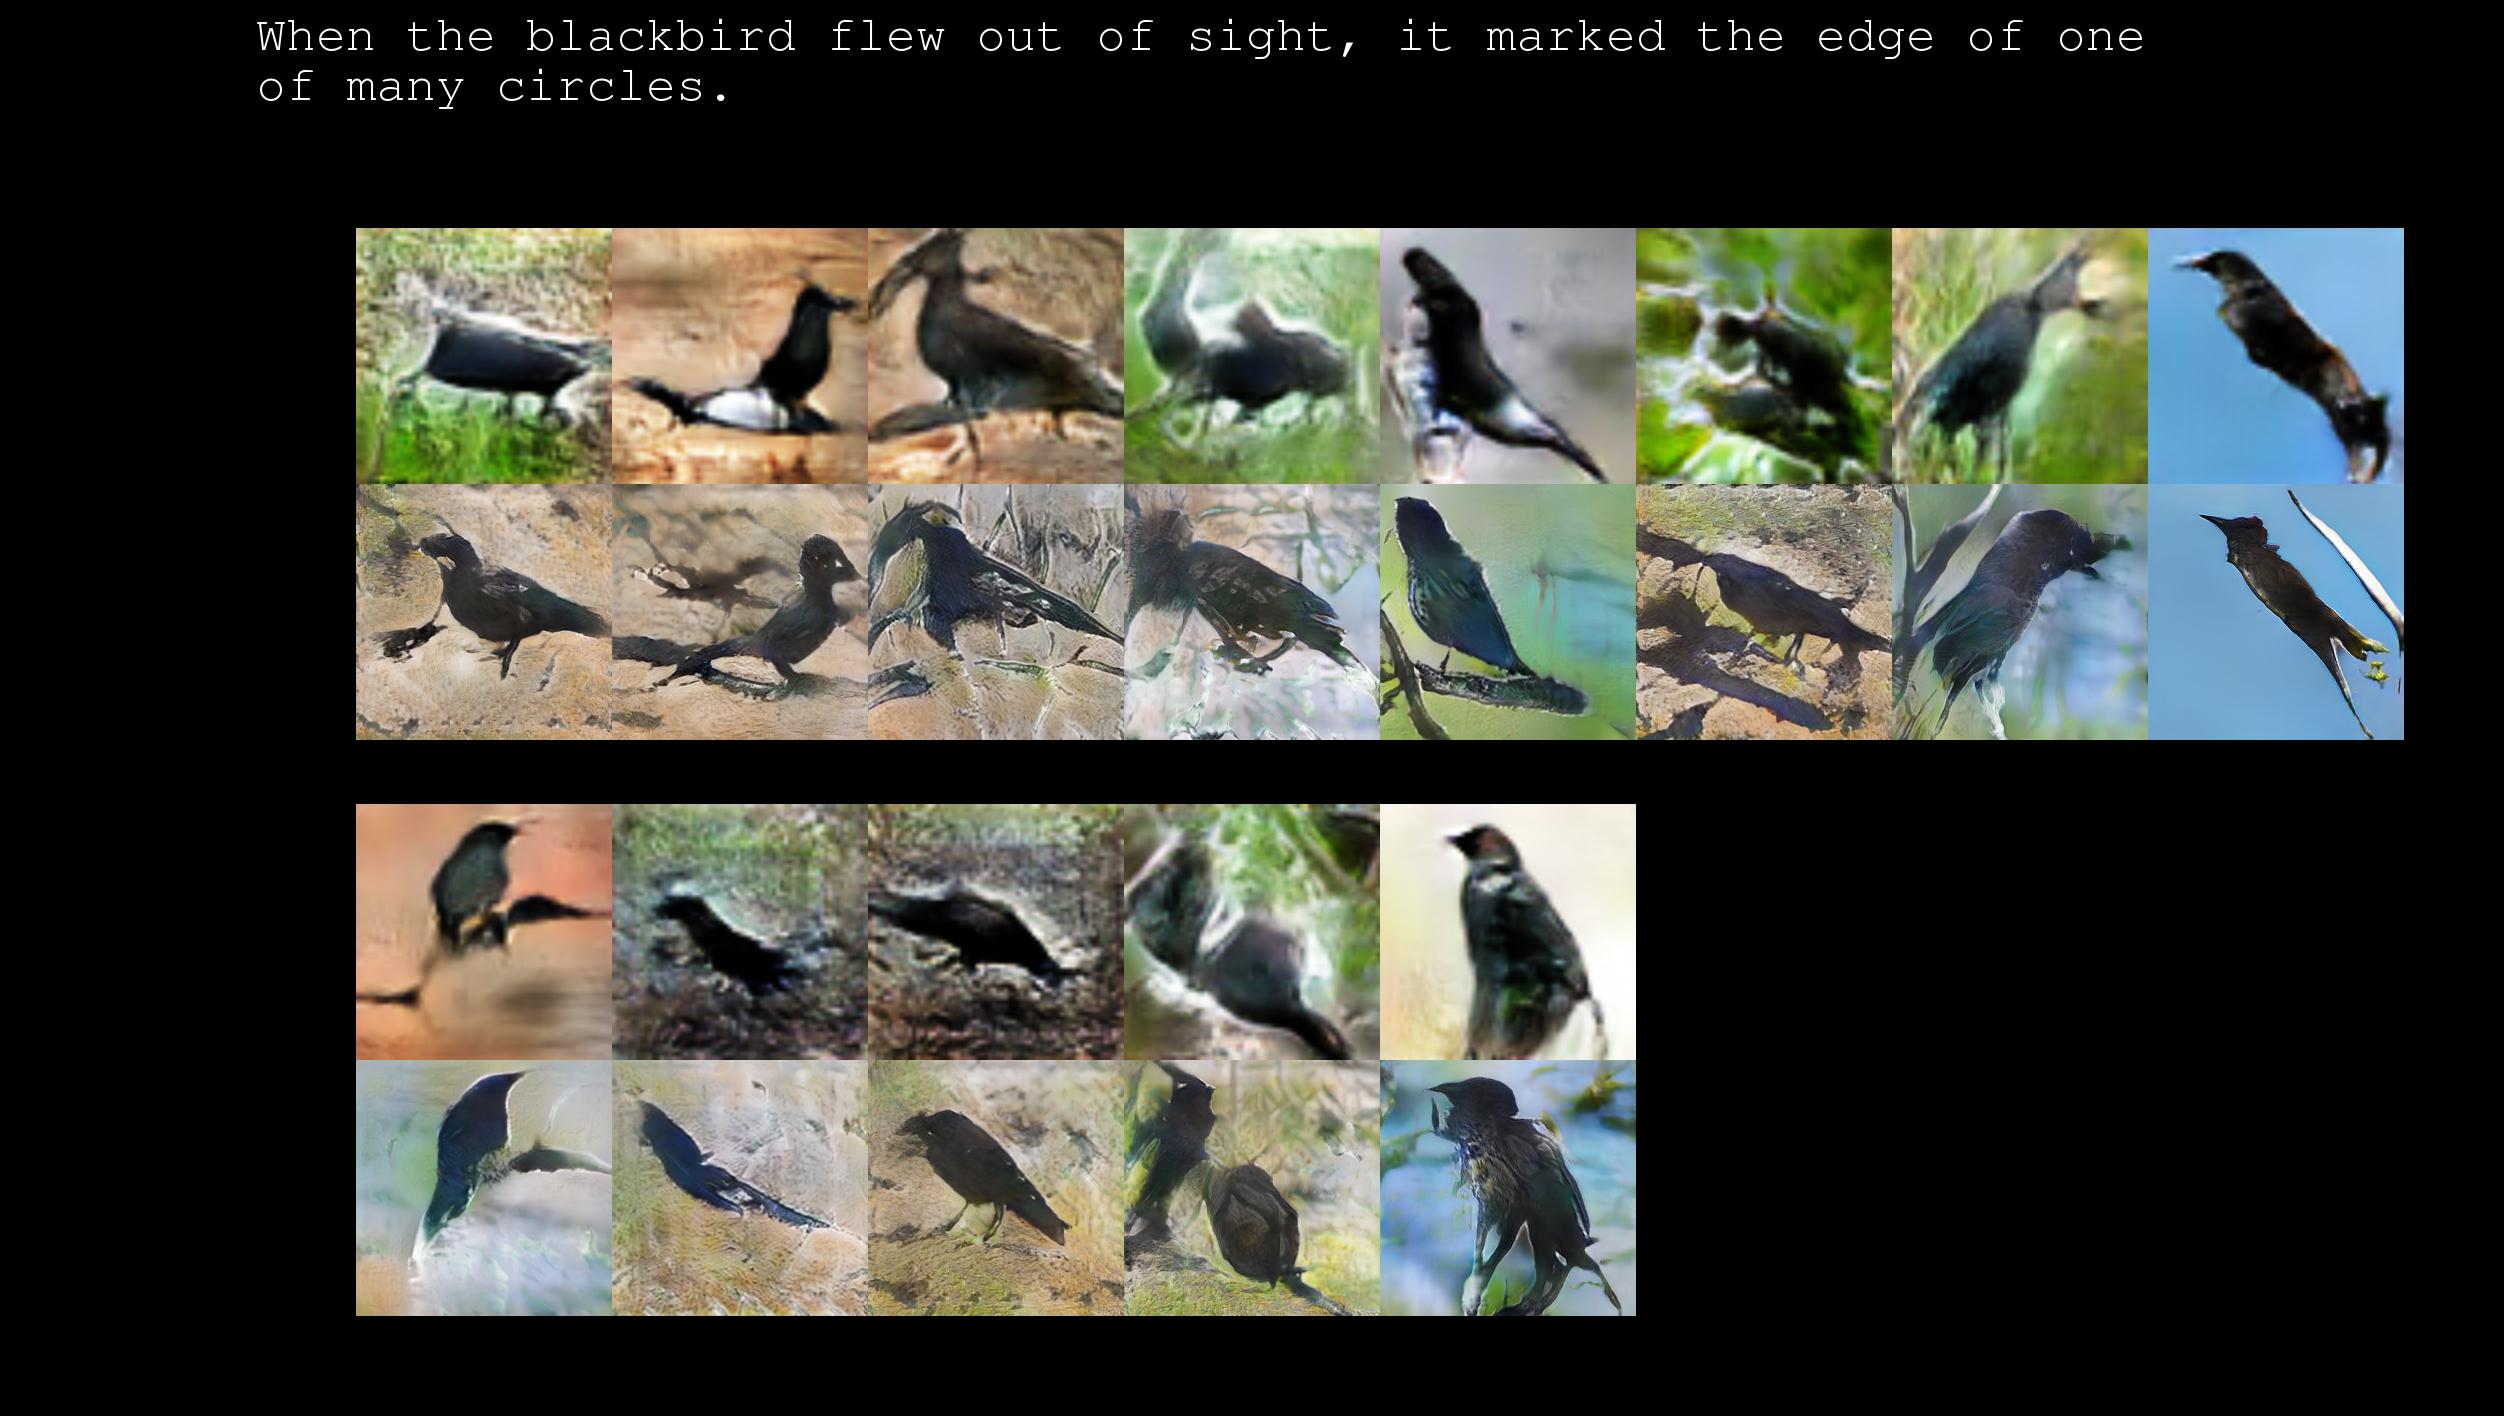 When the blackbird flew out of sight, it marked the edge of one
of many circles.